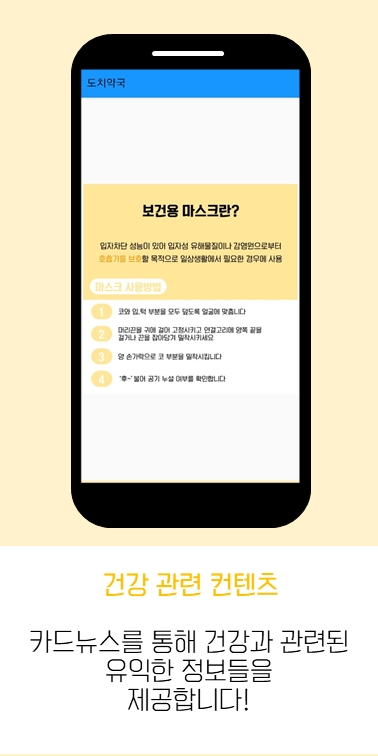 도치약국
보건용 마스크란?
입자차단 성능이 있어 입자성 유해물질이나 감염원으로부터
호흡기를 보호할 목적으로 일상생활에서 필요한 경우에 사용
마스크 사용방법
1 코와 입,턱 부분을 모두 덮도록 얼굴에 맞춥니다
2 머리끈을 귀에 걸어 고정시키고 연결고리에 양쪽 끝을
걸거나 끈을 잡아당겨 밀착시키세요
3 양 손가락으로 코 부분을 밀착시킵니다
4 '후~' 불어 공기 누설 여부를 확인합니다
건강 관련 컨텐츠
카드뉴스를 통해 건강과 관련된
유익한 정보들을
제공합니다!